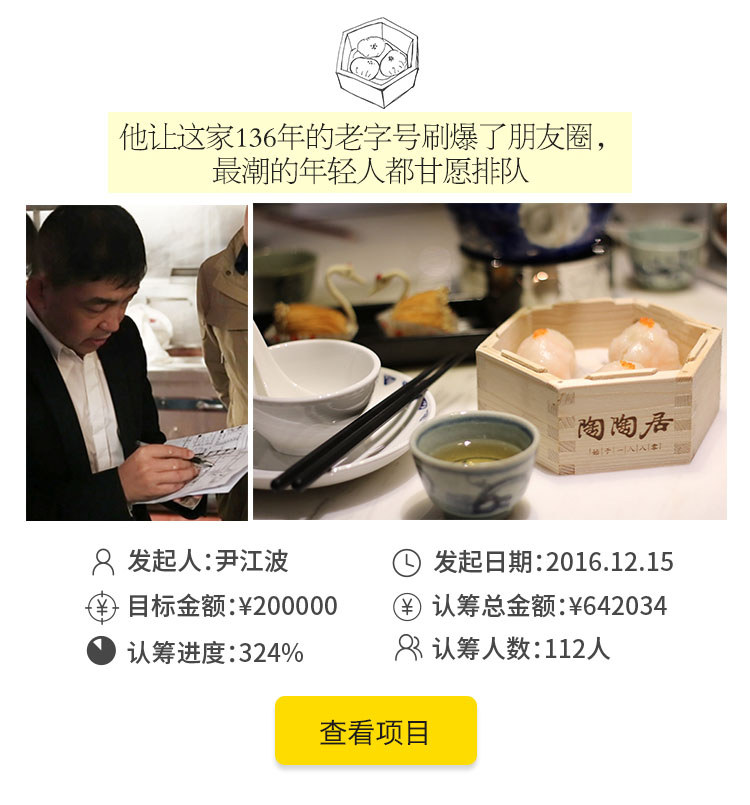 他让这家136年的老字号刷爆了朋友圈，
最潮的年轻人都甘愿排队
陶陶居
发起人：尹江波
发起日期：2016.12.15
目标金额：¥200000
认筹总金额：¥642034
认筹进度：324%
认筹人数：112人
查看项目